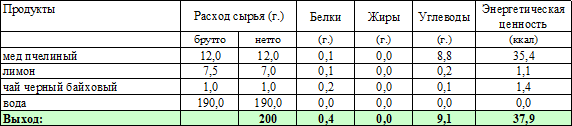 Продукты Расход сырья (г.) Белки Жиры Углеводы Энергетическая ценность
брутто нетто (г.) (г.) (г.) (ккал)
мед пчелиный 12,0 12,0 0,1 0,0 8,8 35,4
лимон 7,5 7,0 0,1 0,0 0,2 1,1
чай черный байховый 1,0 1,0 0,2 0,0 0,1 1,4
вода 190,0 190,0 0,0 0,0 0,0 0,0
Выход: 200 0,4 0,0 9,1 37,9